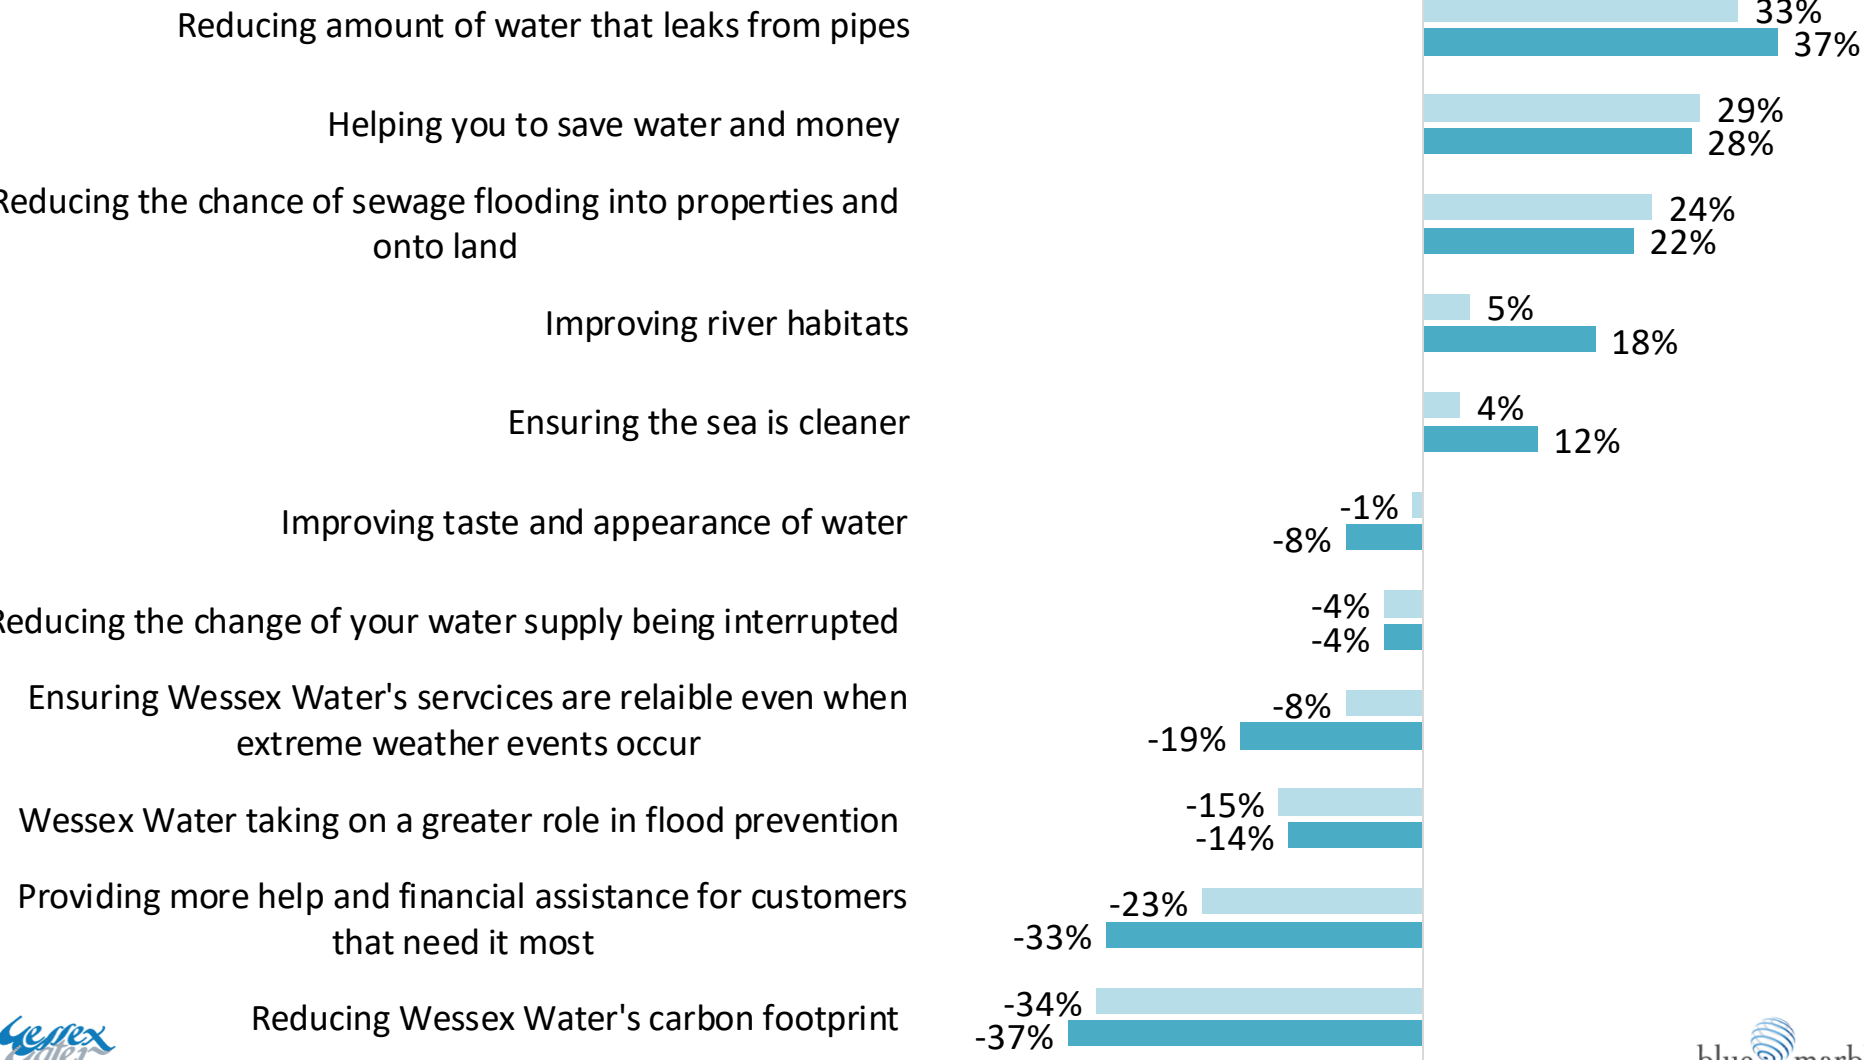 Reducing amount of water that leaks from pipes
33%
37%
Helping you to save water and money
29%
28%
Reducing the chance of sewage flooding into properties and
onto land
24%
22%
Improving river habitats
5%
18%
Ensuring the sea is cleaner
4%
12%
Improving taste and appearance of water
-1%
-8%
Reducing the change of your water supply being interrupted
-4%
-4%
Ensuring Wessex Water's servcices are relaible even when
extreme weather events occur
-8%
-19%
Wessex Water taking on a greater role in flood prevention
-15%
-14%
Providing more help and financial assistance for customers
that need it most
-23%
-33%
Reducing Wessex Water's carbon footprint
-34%
-37%
Wessex
blue marb